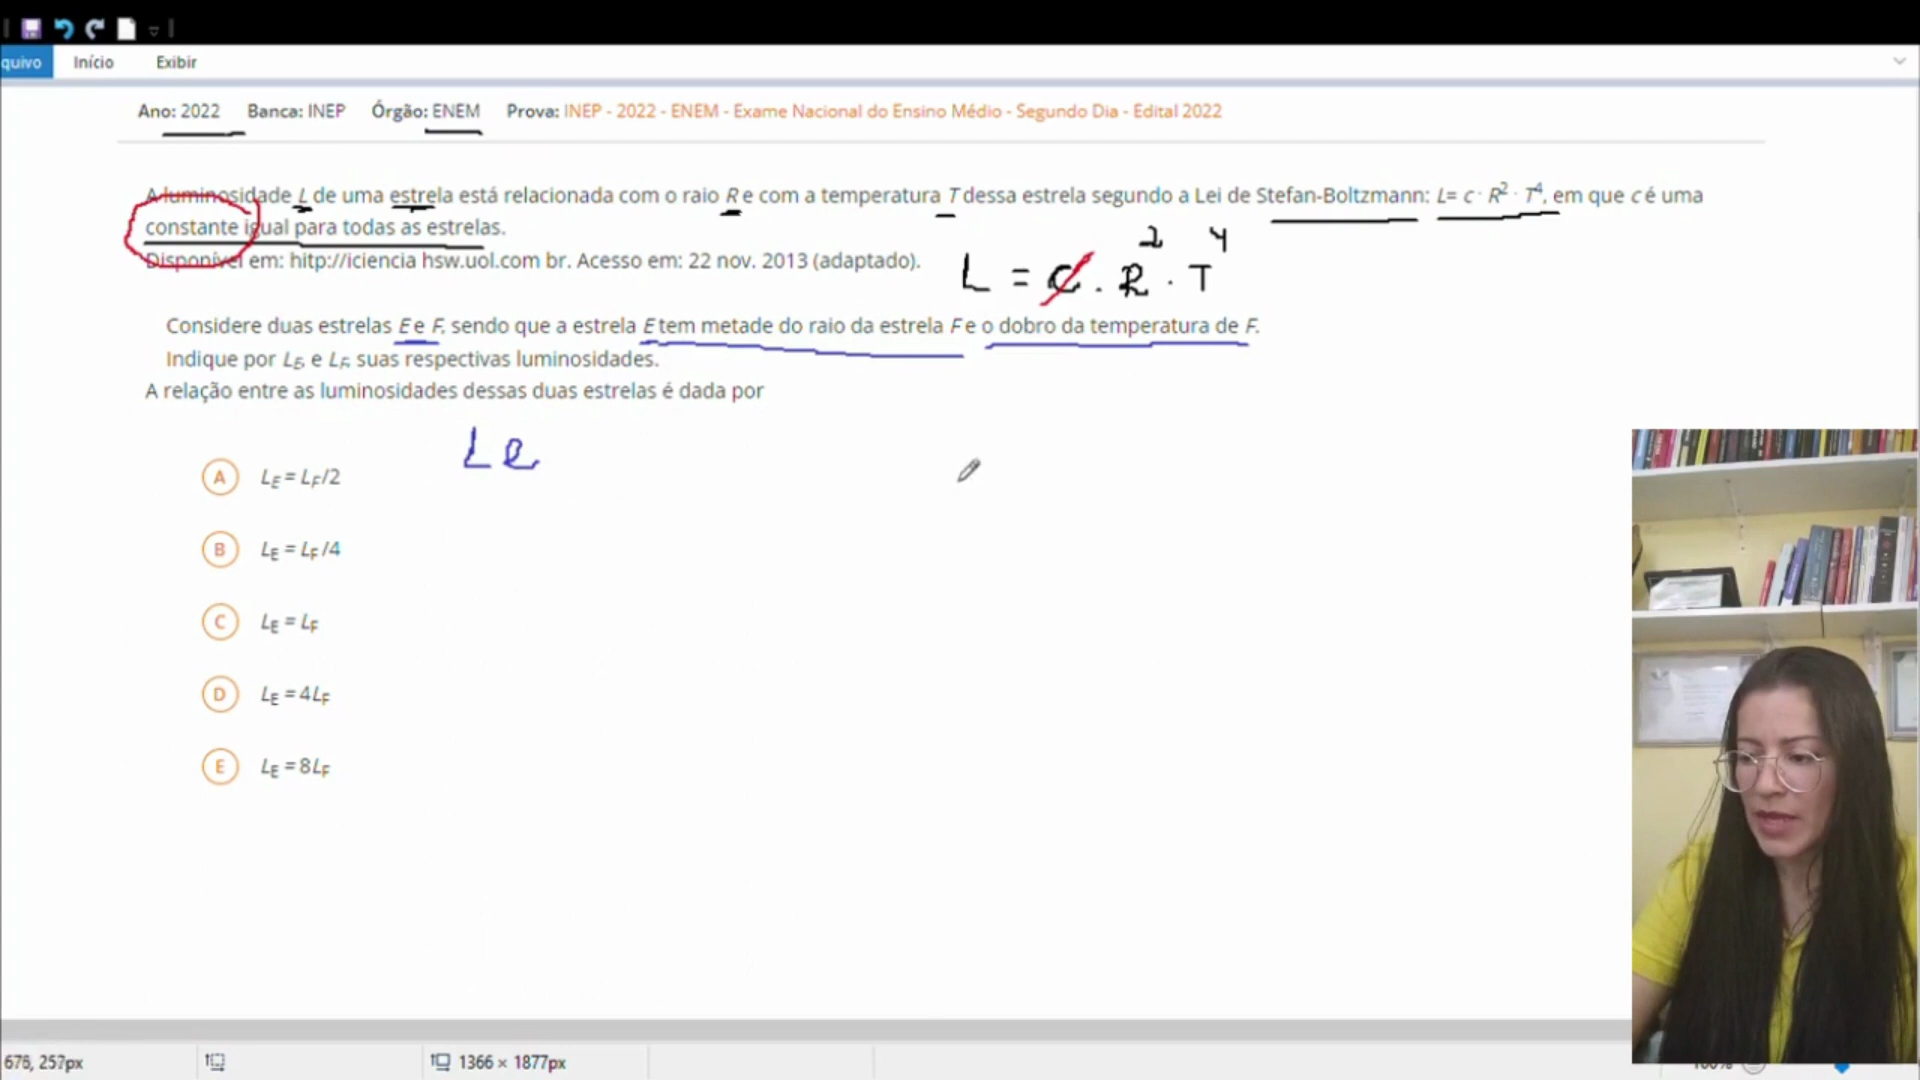 quivo Início Exibir
Ano: 2022 Banca: INEP Órgão: ENEM Prova: INEP - 2022 - ENEM - Exame Nacional do Ensino Médio - Segundo Dia - Edital 2022
A luminosidade L de uma estrela está relacionada com o raio R e com a temperatura T dessa estrela segundo a Lei de Stefan-Boltzmann: L= c · R² · T⁴, em que c é uma
constante igual para todas as estrelas.
Disponível em: hitp://iciencia hsw.uol.com br. Acesso em: 22 nov. 2013 (adaptado).
L = C . R² . T⁴
Considere duas estrelas E e F, sendo que a estrela E tem metade do raio da estrela F e o dobro da temperatura de F.
Indique por LE, e LF, suas respectivas luminosidades.
A relação entre as luminosidades dessas duas estrelas é dada por
Le
A LE = LF/2
B LE = LF/4
C LE = LF
D LE = 4LF
E LE = 8LF
676, 257px 1366 × 1877px 100%